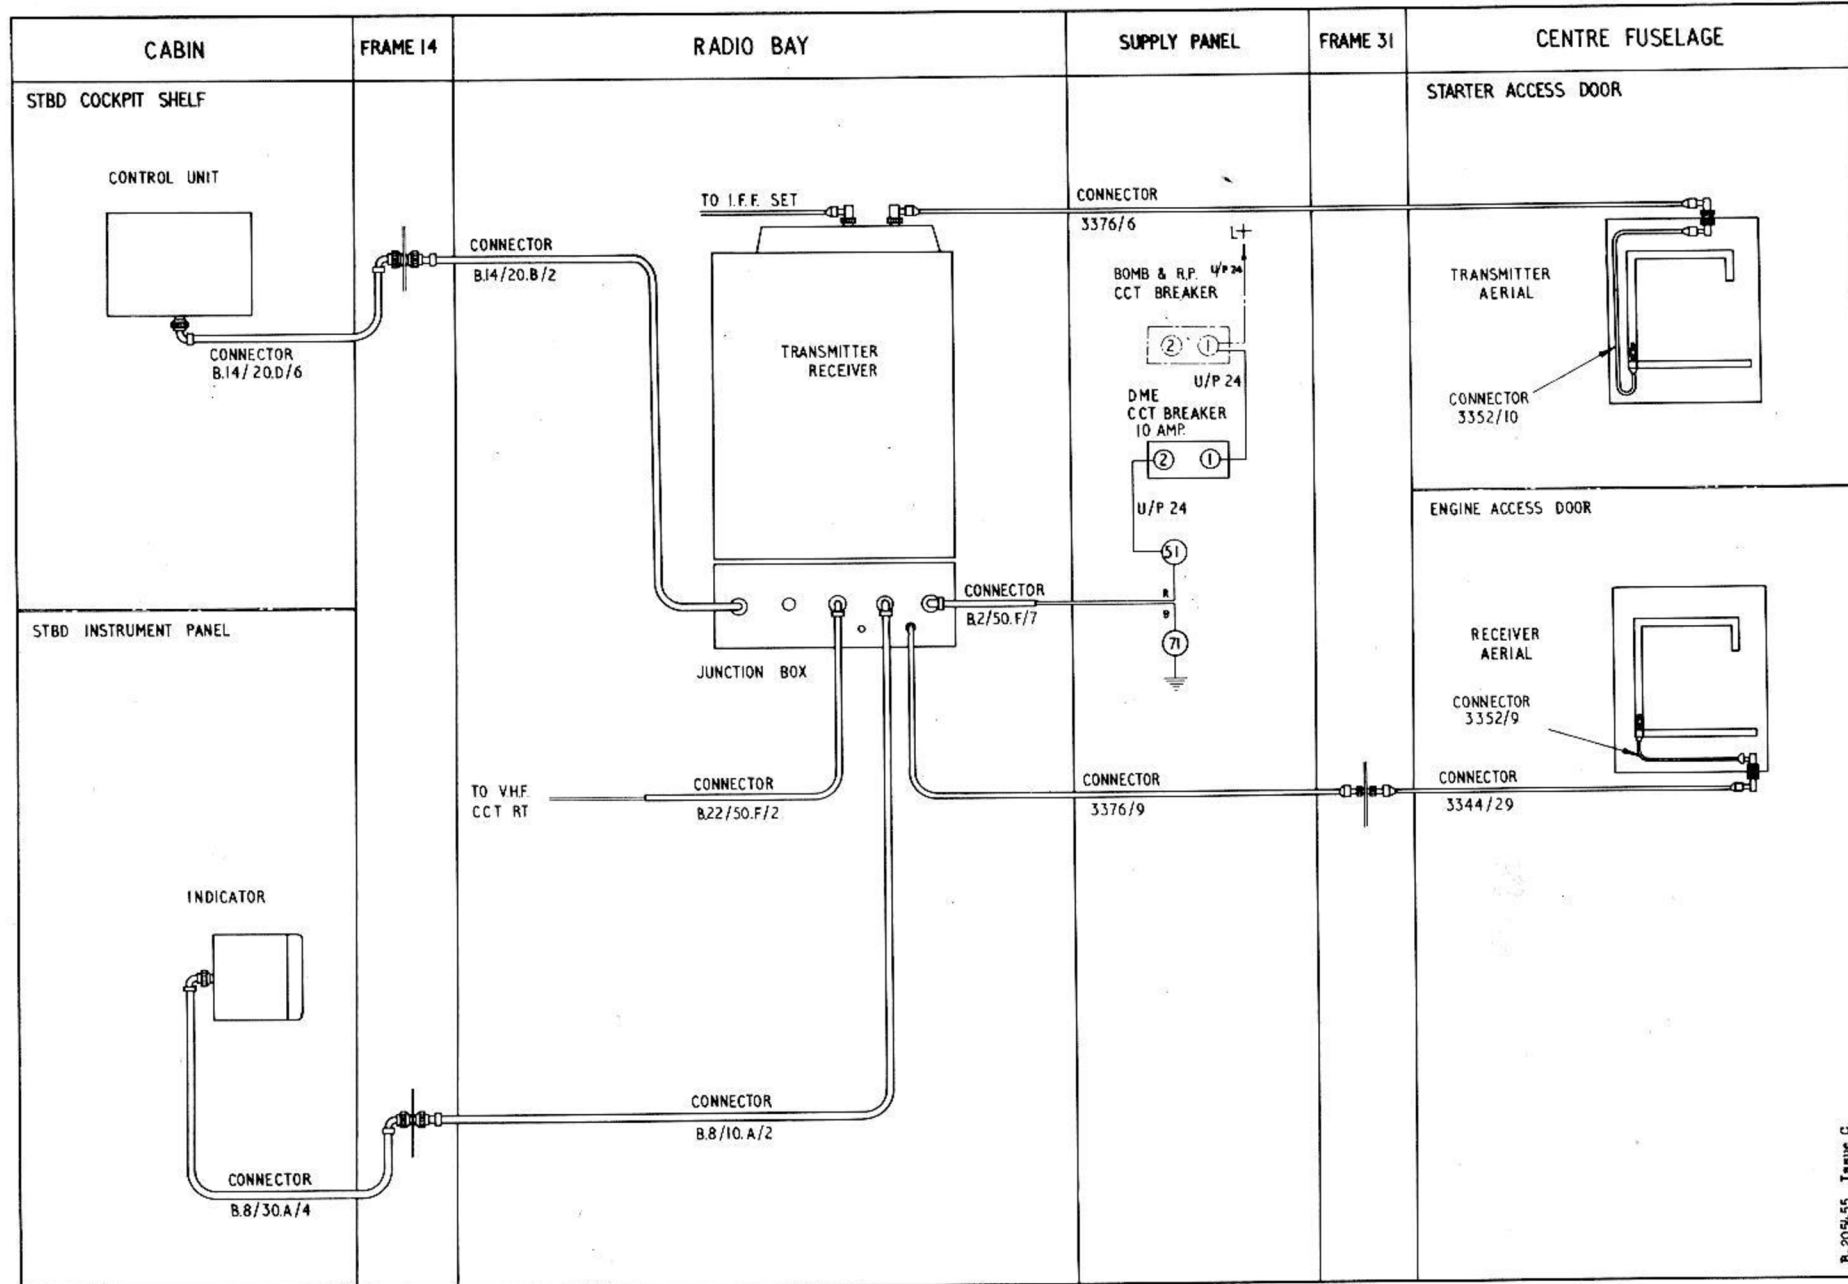 CABIN
FRAME 14
RADIO BAY
SUPPLY PANEL
FRAME 31
CENTRE FUSELAGE
STBD COCKPIT SHELF
CONTROL UNIT
CONNECTOR
B.14/20.D/6
CONNECTOR
B.14/20.B/2
TO I.F.F. SET
TRANSMITTER
RECEIVER
CONNECTOR
3376/6
L+
U/P 24
BOMB & R.P.
CCT BREAKER
2 1
U/P 24
DME
CCT BREAKER
10 AMP.
2 1
U/P 24
51
R
B
71
CONNECTOR
B.2/50.F/7
JUNCTION BOX
STARTER ACCESS DOOR
TRANSMITTER
AERIAL
CONNECTOR
3352/10
ENGINE ACCESS DOOR
RECEIVER
AERIAL
CONNECTOR
3352/9
CONNECTOR
3344/29
CONNECTOR
3376/9
STBD INSTRUMENT PANEL
TO V.H.F.
CCT RT
CONNECTOR
B.22/50.F/2
INDICATOR
CONNECTOR
B.8/10.A/2
CONNECTOR
B.8/30.A/4
Issue C